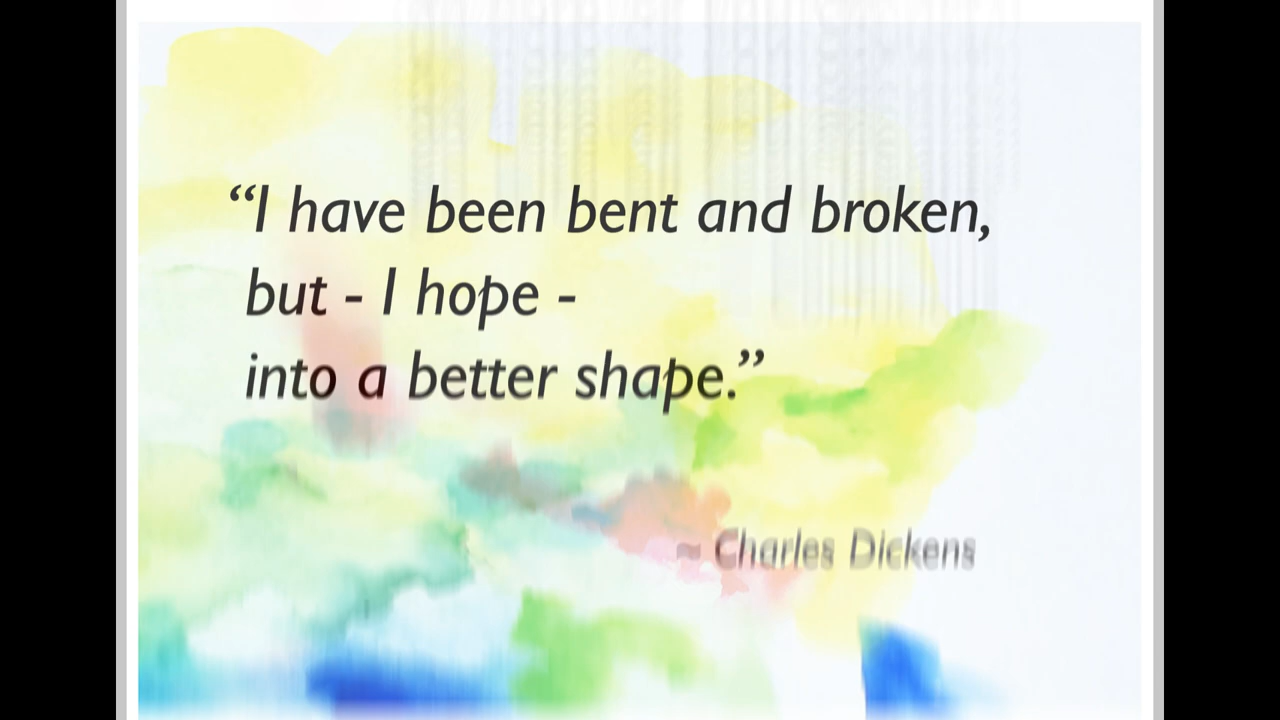 “I have been bent and broken,
but - I hope -
into a better shape.”
~ Charles Dickens